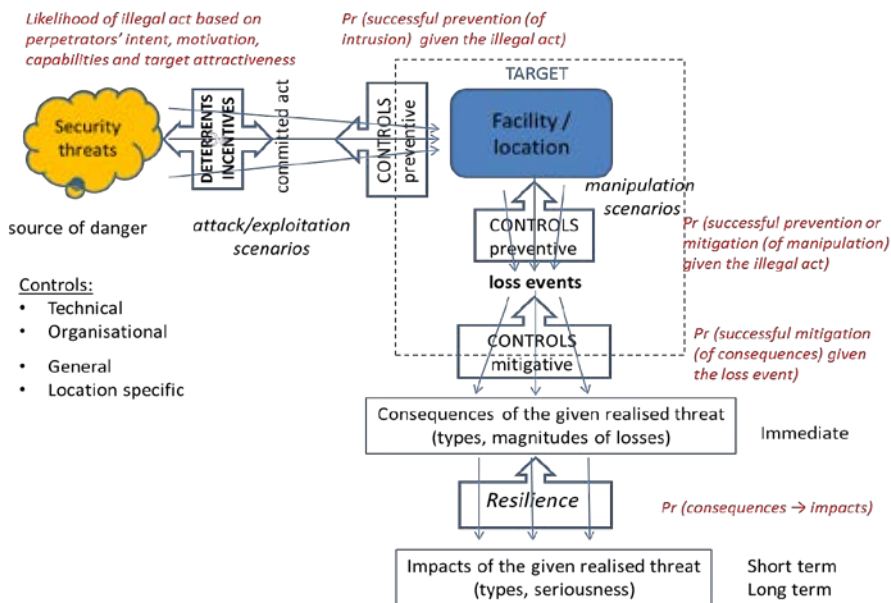 Likelihood of illegal act based on
perpetrators' intent, motivation,
capabilities and target attractiveness
Pr (successful prevention (of
intrusion) given the illegal act)
TARGET
Security
threats
DETERRENTS
INCENTIVES
committed act
CONTROLS
preventive
Facility /
location
source of danger
attack/exploitation
scenarios
manipulation
scenarios
CONTROLS
preventive
Pr (successful prevention or
mitigation (of manipulation)
given the illegal act)
loss events
Controls:
• Technical
• Organisational
• General
• Location specific
CONTROLS
mitigative
Pr (successful mitigation
(of consequences) given
the loss event)
Consequences of the given realised threat
(types, magnitudes of losses)
Immediate
Resilience
Pr (consequences → impacts)
Impacts of the given realised threat
(types, seriousness)
Short term
Long term